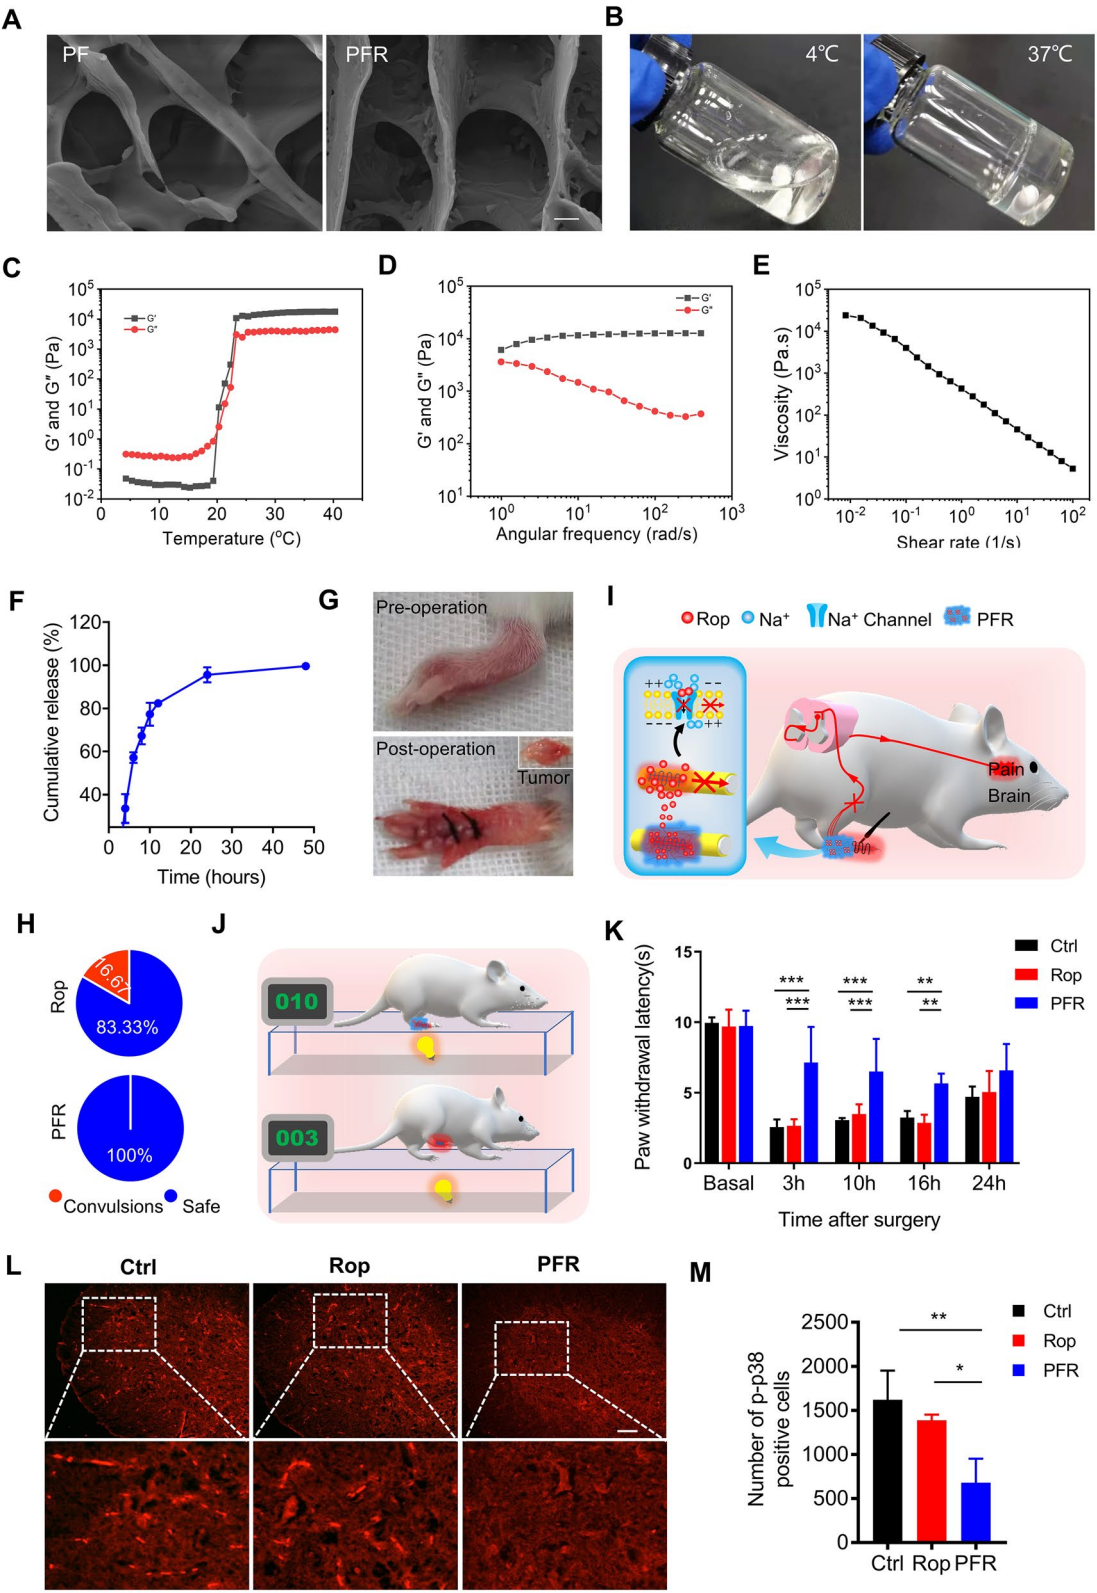 A
PF
PFR
B
4℃
37℃
C
10⁵
10⁴
10³
10²
10¹
10⁰
10⁻¹
10⁻²
G' and G" (Pa)
G'
G"
0
10
20
30
40
Temperature (°C)
D
10⁵
10⁴
10³
10²
10¹
G' and G" (Pa)
G'
G"
10⁰
10¹
10²
10³
Angular frequency (rad/s)
E
10⁵
10⁴
10³
10²
10¹
10⁰
Viscosity (Pa.s)
10⁻²
10⁻¹
10⁰
10¹
10²
Shear rate (1/s)
F
120
100
80
60
40
Cumulative release (%)
0
10
20
30
40
50
Time (hours)
G
Pre-operation
Post-operation
Tumor
I
Rop
Na⁺
Na⁺ Channel
PFR
++
--
---
++
Pain
Brain
H
Rop
16.67
83.33%
PFR
100%
Convulsions
Safe
J
010
003
K
Paw withdrawal latency(s)
15
10
5
0
***
***
***
***
**
**
Ctrl
Rop
PFR
Basal
3h
10h
16h
24h
Time after surgery
L
Ctrl
Rop
PFR
M
Number of p-p38
positive cells
2500
2000
1500
1000
500
0
**
*
Ctrl
Rop
PFR
Ctrl
Rop
PFR